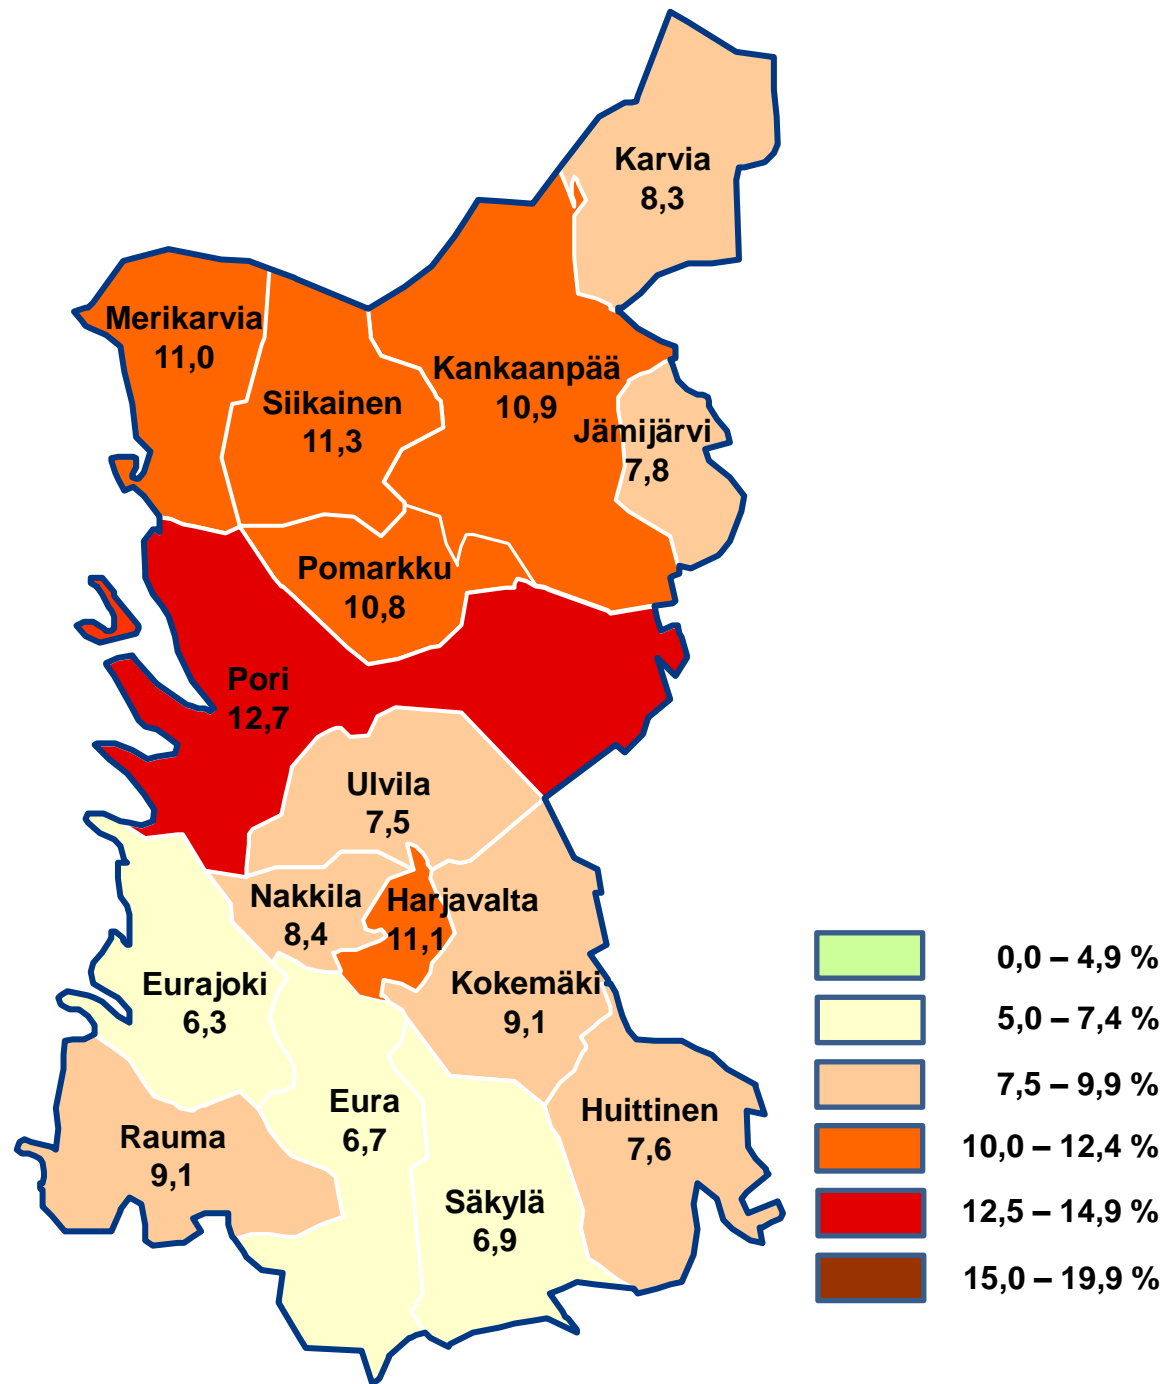 Karvia
8,3
Merikarvia
11,0
Siikainen
11,3
Kankaanpää
10,9
Jämijärvi
7,8
Pomarkku
10,8
Pori
12,7
Ulvila
7,5
Nakkila
8,4
Harjavalta
11,1
Eurajoki
6,3
Kokemäki
9,1
Eura
6,7
Huittinen
7,6
Rauma
9,1
Säkylä
6,9
0,0 – 4,9 %
5,0 – 7,4 %
7,5 – 9,9 %
10,0 – 12,4 %
12,5 – 14,9 %
15,0 – 19,9 %